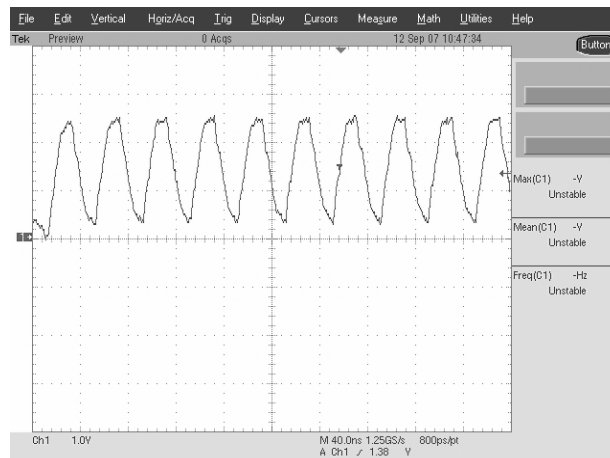 File Edit Vertical Horiz/Acq Trig Display Cursors Measure Math Utilities Help
Tek Preview 0 Acqs 12 Sep 07 10:47:34
Button
Max(C1) -V
Unstable
Mean(C1) -V
Unstable
Freq(C1) -Hz
Unstable
1
Ch1 1.0V M 40.0ns 1.25GS/s 800ps/pt
A Ch1 / 1.38 V